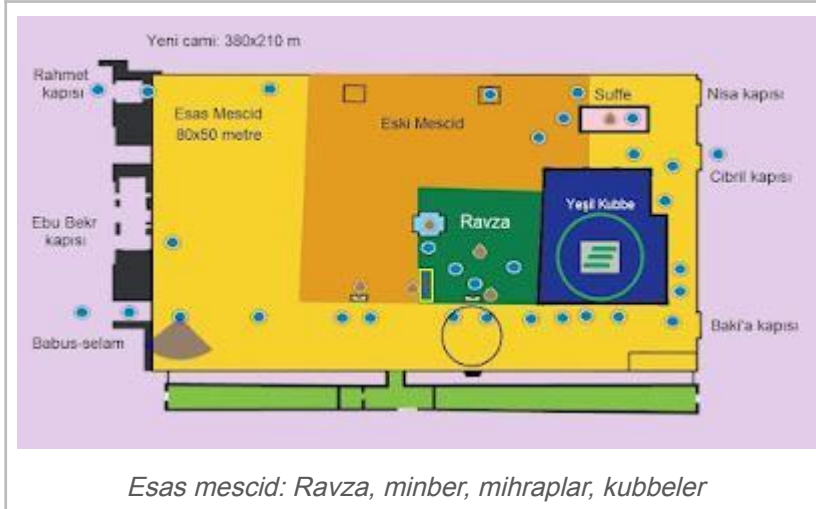 Yeni cami: 380x210 m
Rahmet
kapısı
Esas Mescid
80x50 metre
Eski Mescid
Suffe
Nisa kapısı
Cibril kapısı
Yeşil Kubbe
Ravza
Ebu Bekr
kapısı
Babus-selam
Baki'a kapısı
Esas mescid: Ravza, minber, mihraplar, kubbeler